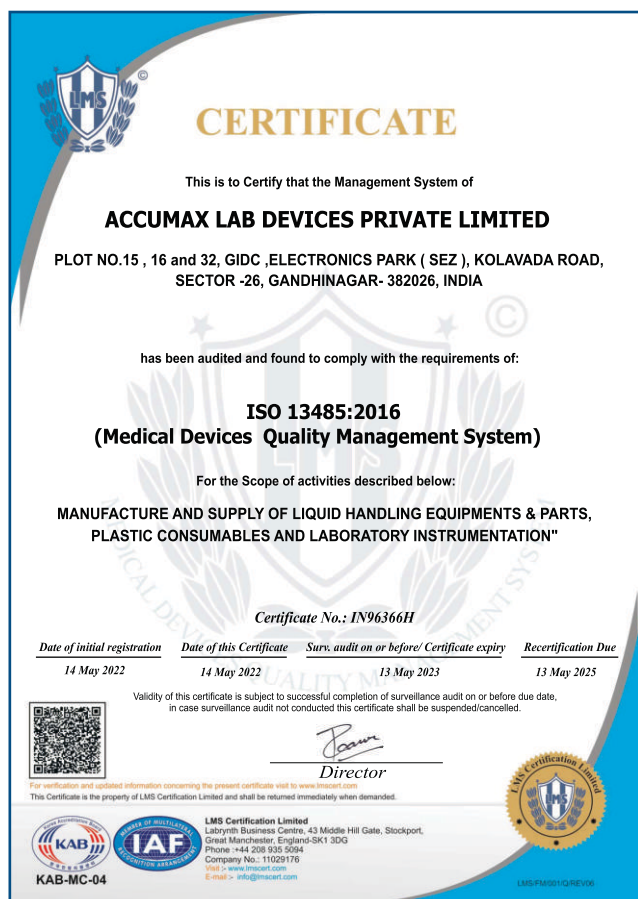 LMS
©
CERTIFICATE
This is to Certify that the Management System of
ACCUMAX LAB DEVICES PRIVATE LIMITED
PLOT NO.15 , 16 and 32, GIDC ,ELECTRONICS PARK ( SEZ ), KOLAVADA ROAD,
SECTOR -26, GANDHINAGAR- 382026, INDIA
©
has been audited and found to comply with the requirements of:
ISO 13485:2016
(Medical Devices Quality Management System)
LMS
For the Scope of activities described below:
MANUFACTURE AND SUPPLY OF LIQUID HANDLING EQUIPMENTS & PARTS,
PLASTIC CONSUMABLES AND LABORATORY INSTRUMENTATION"
MEDICAL DEVICES QUALITY MANAGEMENT SYSTEM
Certificate No.: IN96366H
Date of initial registration Date of this Certificate Surv. audit on or before/ Certificate expiry Recertification Due
14 May 2022 14 May 2022 13 May 2023 13 May 2025
Validity of this certificate is subject to successful completion of surveillance audit on or before due date,
in case surveillance audit not conducted this certificate shall be suspended/cancelled.
Director
For verification and updated information concerning the present certificate visit to www.lmscert.com
This Certificate is the property of LMS Certification Limited and shall be returned immediately when demanded.
LMS Certification Limited
LMS
KAB
KAB-MC-04
MEMBER OF MULTILATERAL
IAF
RECOGNITION ARRANGEMENT
LMS Certification Limited
Labrynth Business Centre, 43 Middle Hill Gate, Stockport,
Great Manchester, England-SK1 3DG
Phone :+44 208 935 5094
Company No.: 11029176
Visit :- www.lmscert.com
E-mail :- info@lmscert.com
LMS/FM/001/Q/REV06